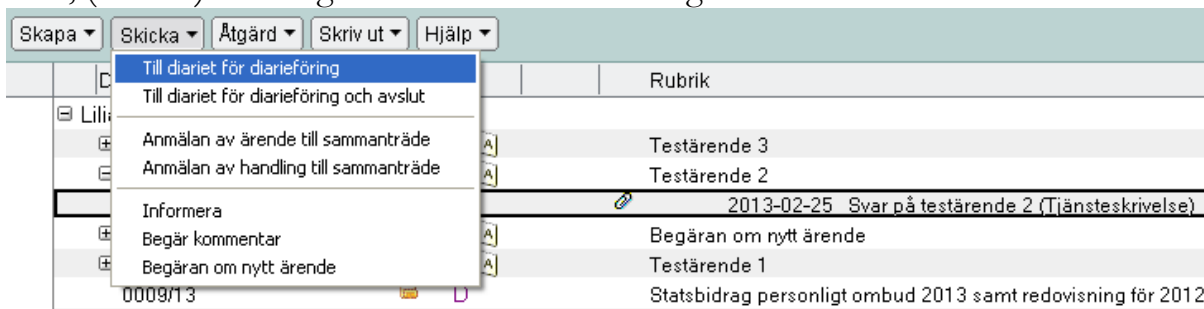 Skapa Skicka Åtgärd Skriv ut Hjälp
Till diariet för diarieföring
Till diariet för diarieföring och avslut
Anmälan av ärende till sammanträde
Anmälan av handling till sammanträde
Informera
Begär kommentar
Begäran om nytt ärende
D Rubrik
Lilia
A Testärende 3
A Testärende 2
2013-02-25 Svar på testärende 2 (Tjänsteskrivelse)
A Begäran om nytt ärende
A Testärende 1
0009/13 D Statsbidrag personligt ombud 2013 samt redovisning för 2012